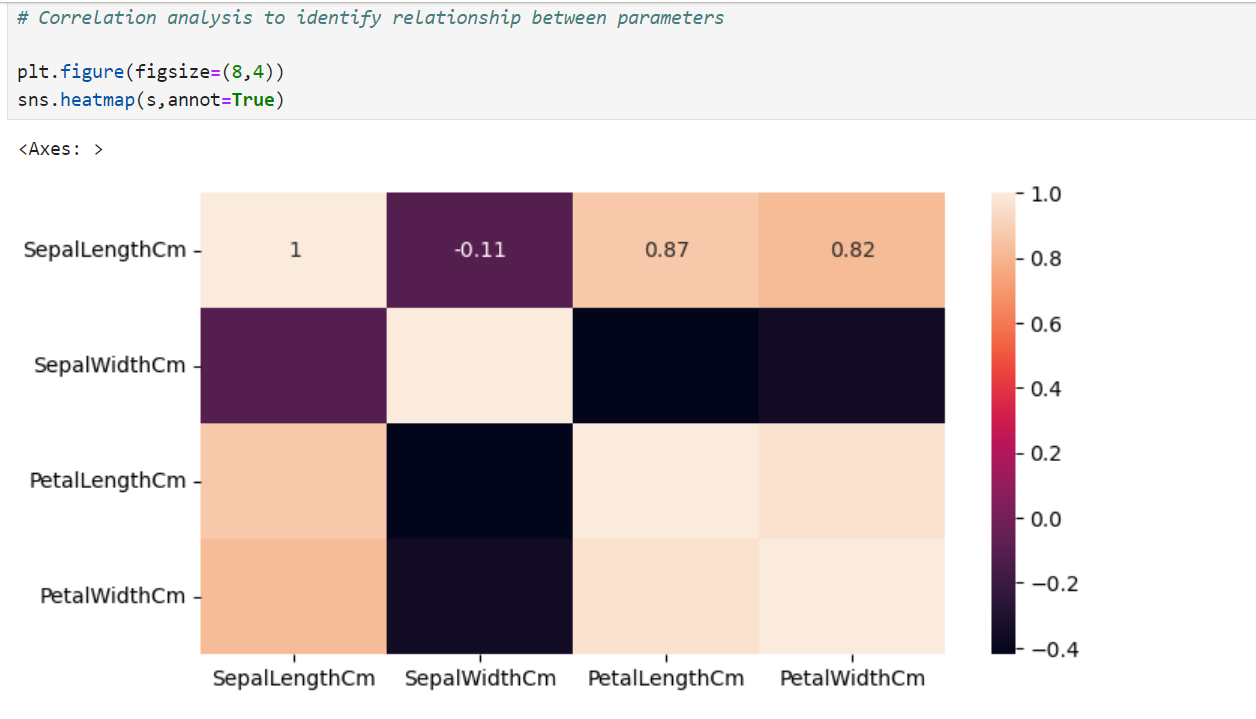 # Correlation analysis to identify relationship between parameters
plt.figure(figsize=(8,4))
sns.heatmap(s,annot=True)
<Axes: >
SepalLengthCm
1
-0.11
0.87
0.82
SepalWidthCm
PetalLengthCm
PetalWidthCm
SepalLengthCm
SepalWidthCm
PetalLengthCm
PetalWidthCm
1.0
0.8
0.6
0.4
0.2
0.0
−0.2
−0.4